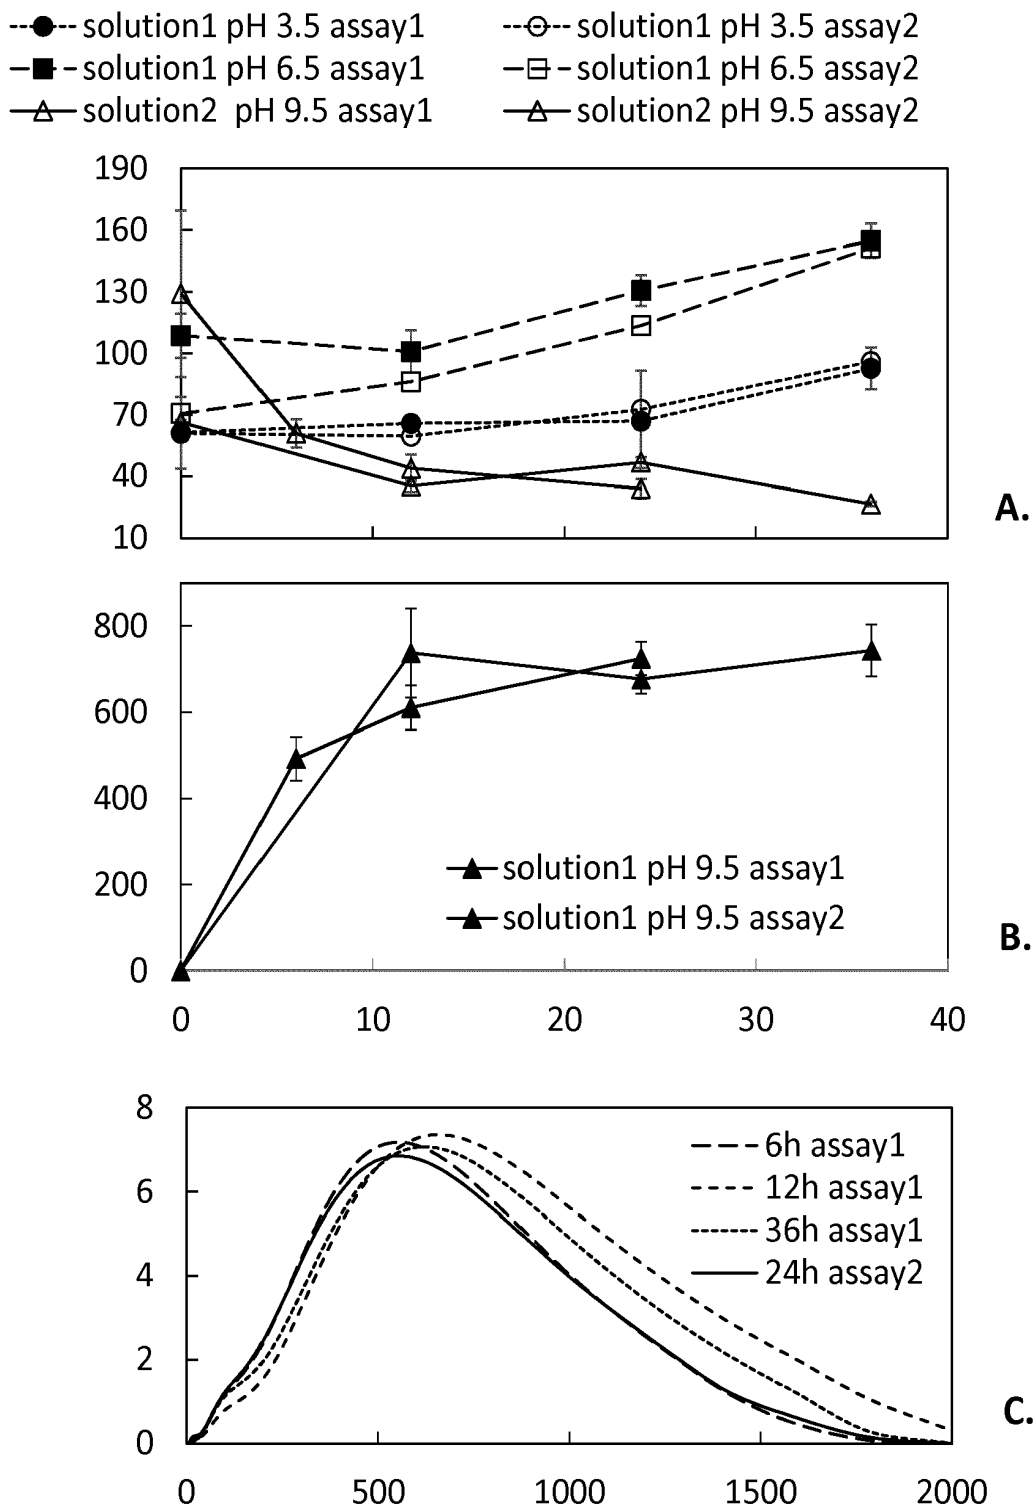 solution1 pH 3.5 assay1 solution1 pH 3.5 assay2
solution1 pH 6.5 assay1 solution1 pH 6.5 assay2
solution2 pH 9.5 assay1 solution2 pH 9.5 assay2
190
160
130
100
70
40
10
A.
800
600
400
200
0
solution1 pH 9.5 assay1
solution1 pH 9.5 assay2
B.
0 10 20 30 40
8
6
4
2
0
6h assay1
12h assay1
36h assay1
24h assay2
C.
0 500 1000 1500 2000